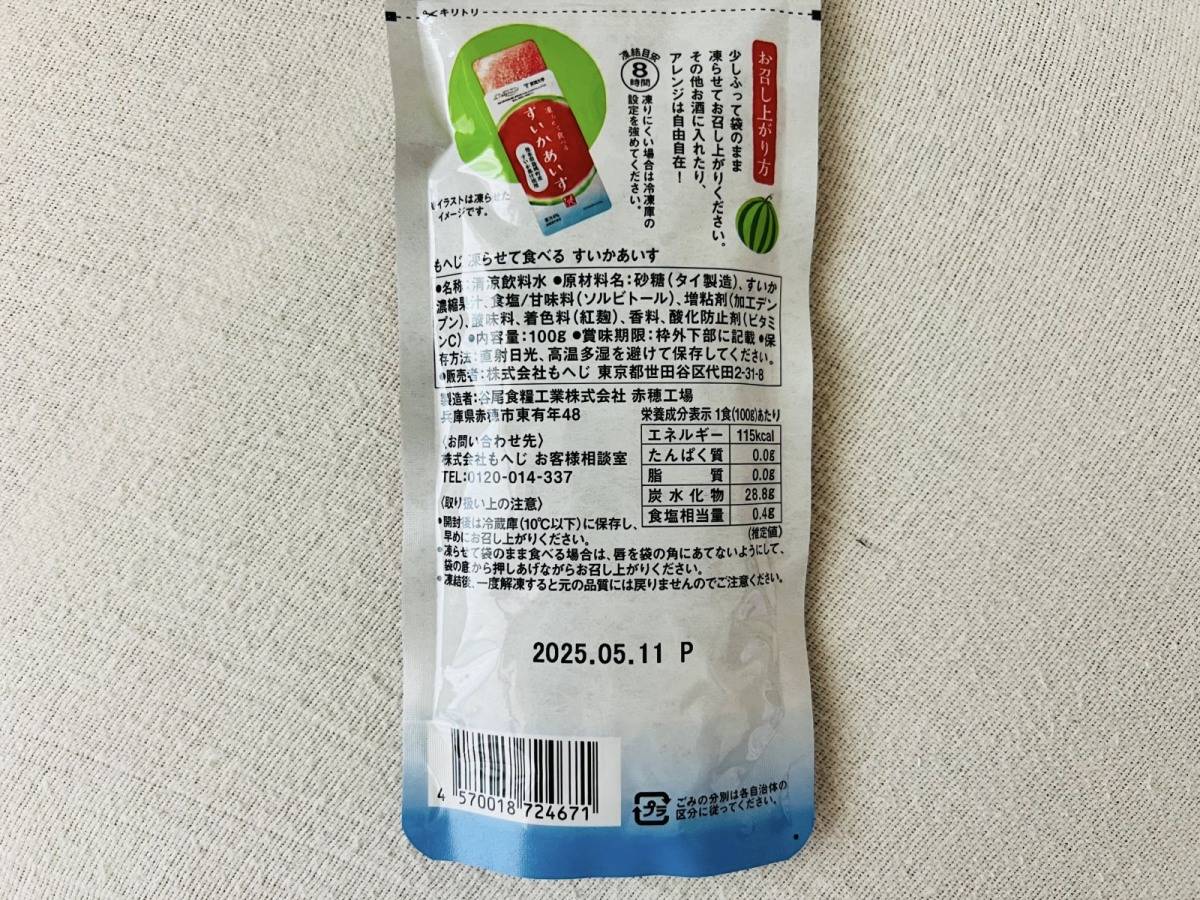 キリトリ
お召し上がり方
少しふって袋のまま
凍らせてお召し上がりください。
その他お酒に入れたり、
アレンジは自由自在!
凍結目安
8
時間
凍りにくい場合は冷凍庫の
設定を強めてください。
凍らせて食べる
すいかあいす
イラストは凍らせた
イメージです。
もへじ 凍らせて食べる すいかあいす
●名称:清涼飲料水 ●原材料名:砂糖(タイ製造)、すいか
濃縮果汁、食塩/甘味料(ソルビトール)、増粘剤(加工デン
プン)、酸味料、着色料(紅麹)、香料、酸化防止剤(ビタミ
ンC) ●内容量:100g ●賞味期限:枠外下部に記載 ●保
存方法:直射日光、高温多湿を避けて保存してください。
●販売者:株式会社もへじ 東京都世田谷区代田2-31-8
製造者:谷尾食糧工業株式会社 赤穂工場
兵庫県赤穂市東有年48
〈お問い合わせ先〉
株式会社もへじ お客様相談室
TEL:0120-014-337
栄養成分表示 1食(100g)あたり
エネルギー 115kcal
たんぱく質 0.0g
脂質 0.0g
炭水化物 28.8g
食塩相当量 0.4g
(推定値)
〈取り扱い上の注意〉
●開封後は冷蔵庫(10℃以下)に保存し、
早めにお召し上がりください。
●凍らせて袋のまま食べる場合は、唇を袋の角にあてないようにして、
袋の底から押しあげながらお召し上がりください。
●凍結後、一度解凍すると元の品質には戻りませんのでご注意ください。
2025.05.11 P
4 570018 724671
プラ
ごみの分別は各自治体の
区分に従ってください。